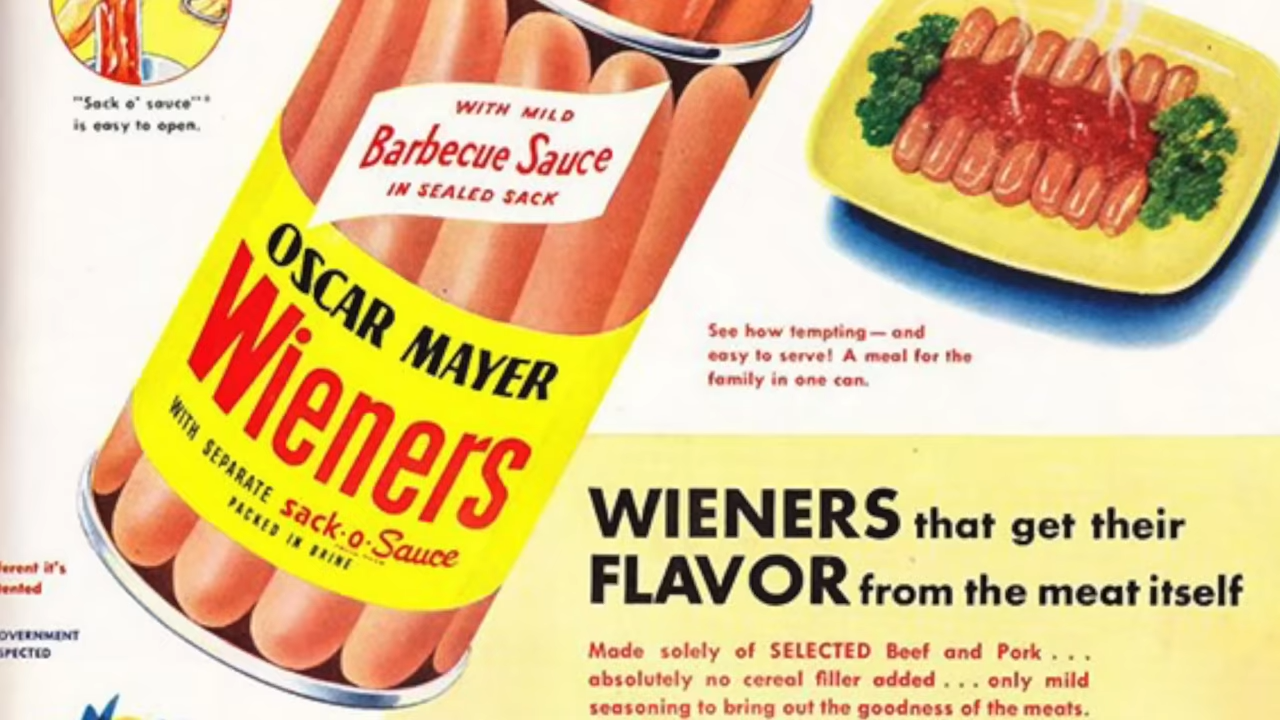 "Sack o' sauce"*
is easy to open.
WITH MILD
Barbecue Sauce
IN SEALED SACK
OSCAR MAYER
Wieners
WITH SEPARATE sack-o-Sauce
PACKED IN BRINE
See how tempting — and
easy to serve! A meal for the
family in one can.
WIENERS that get their
FLAVOR from the meat itself
Made solely of SELECTED Beef and Pork . . .
absolutely no cereal filler added . . . only mild
seasoning to bring out the goodness of the meats.
it's